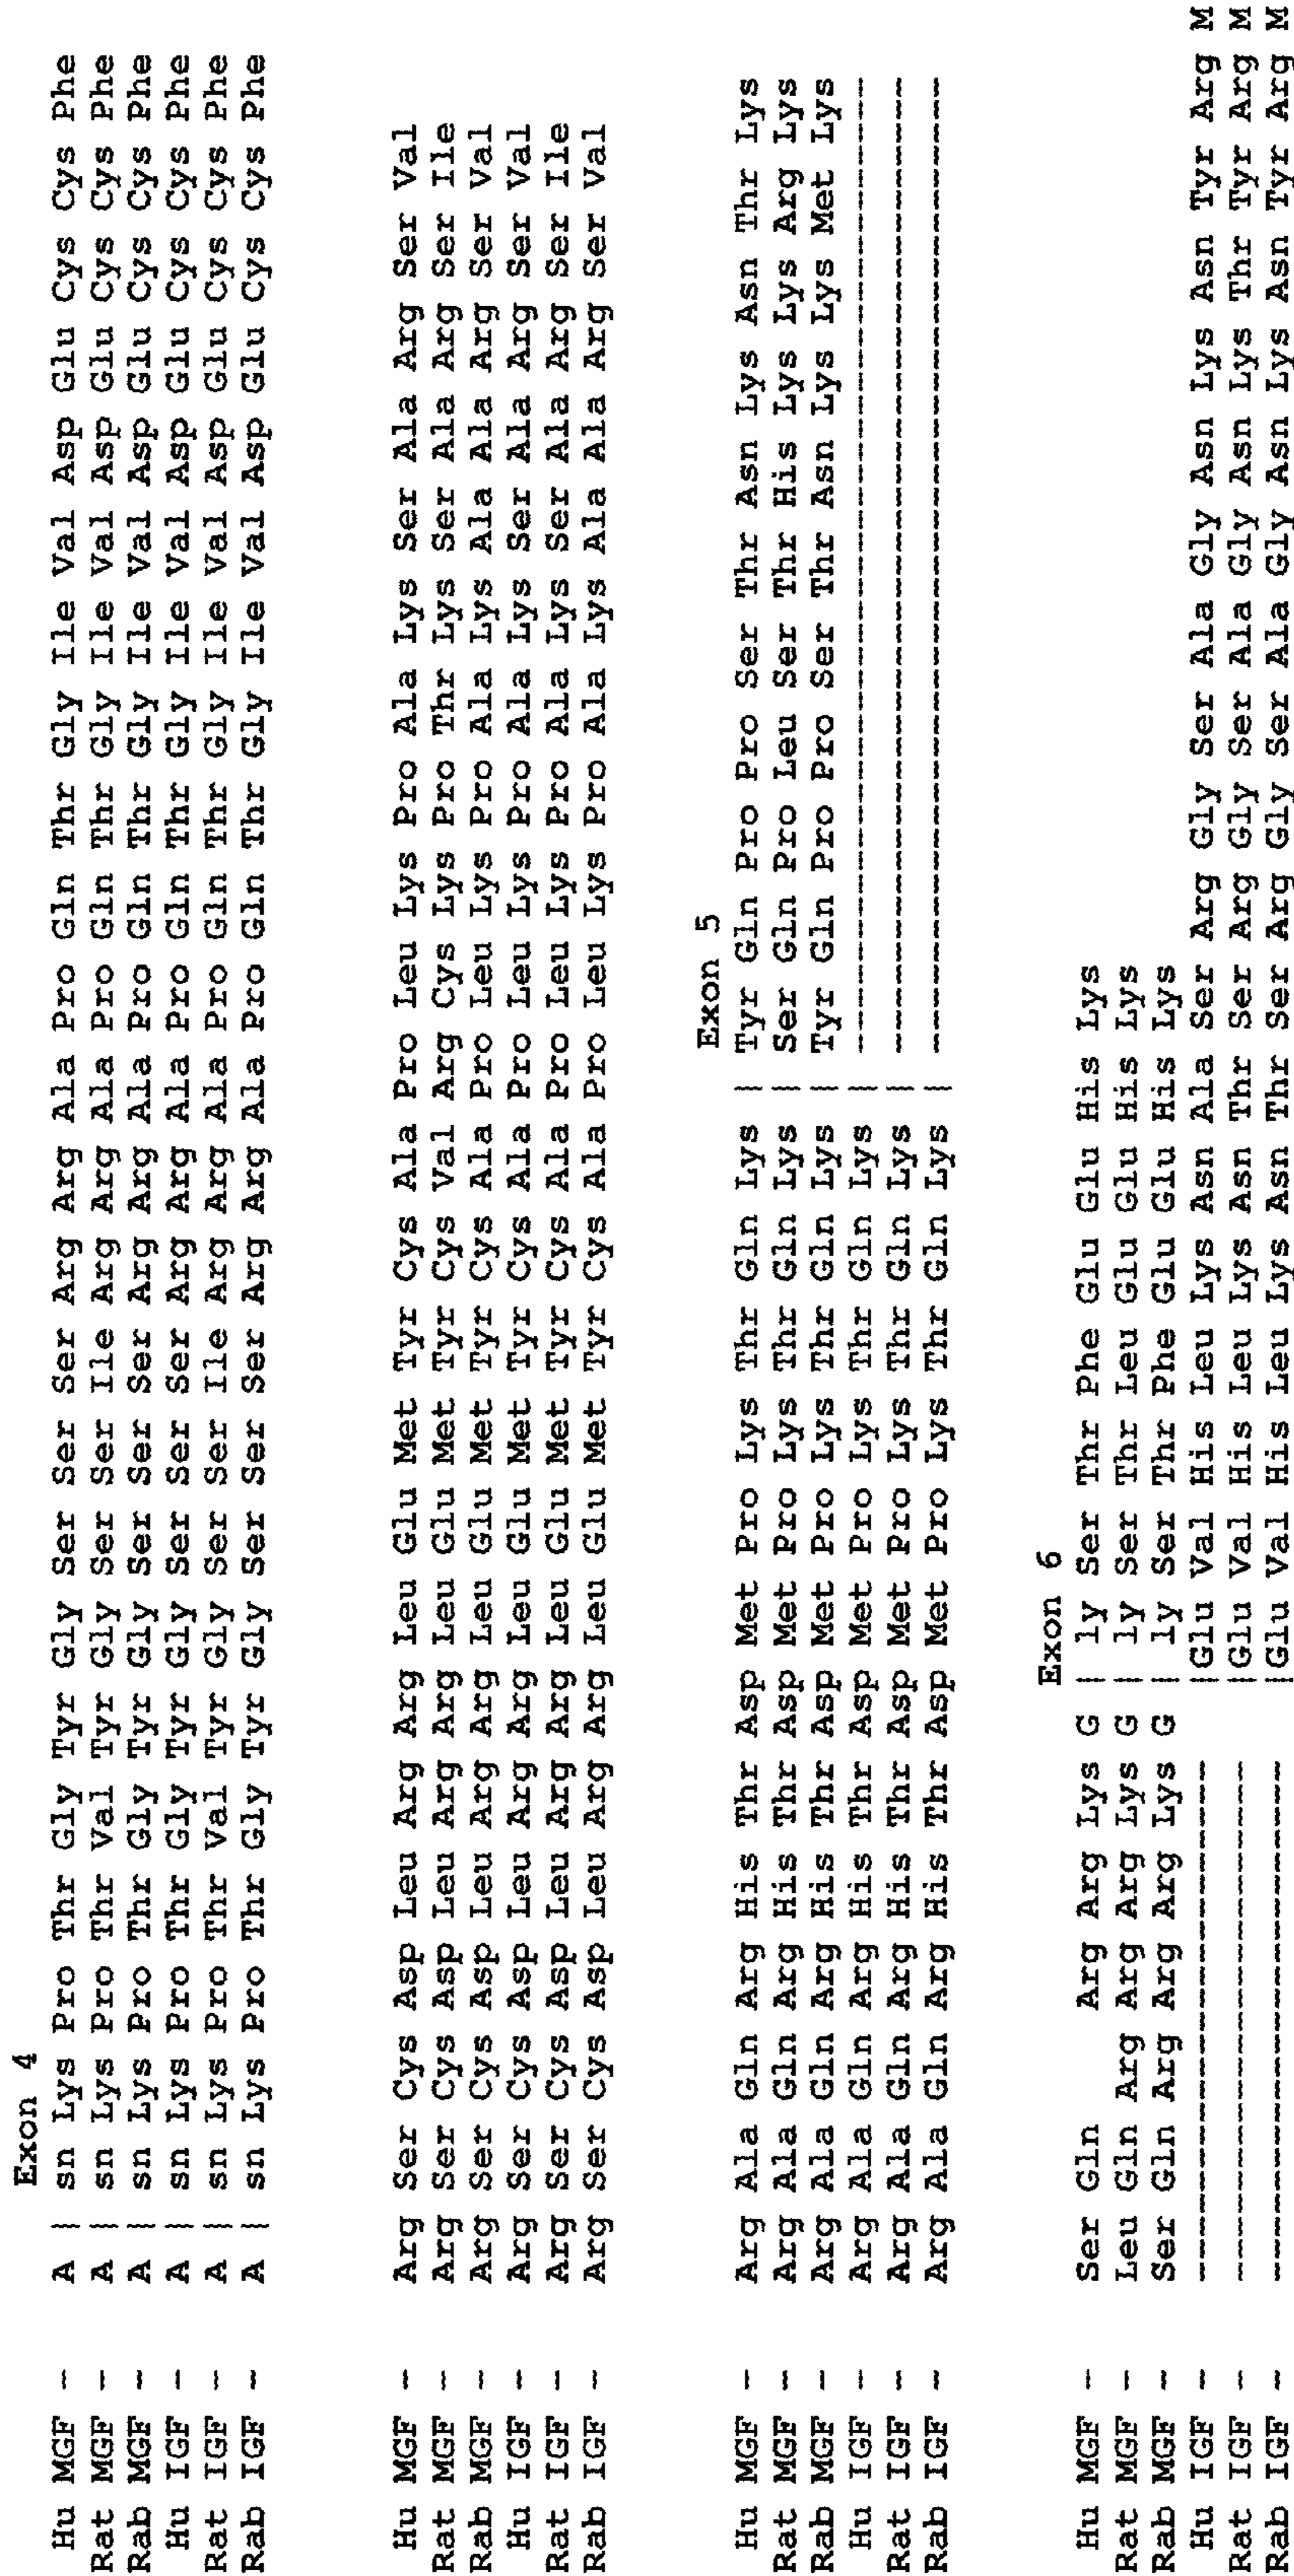 Exon 4
Hu MGF - A | sn Lys Pro Thr Gly Tyr Gly Ser Ser Ser Arg Arg Ala Pro Gln Thr Gly Ile Val Asp Glu Cys Cys Phe
Rat MGF - A | sn Lys Pro Thr Val Tyr Gly Ser Ser Ile Arg Arg Ala Pro Gln Thr Gly Ile Val Asp Glu Cys Cys Phe
Rab MGF - A | sn Lys Pro Thr Gly Tyr Gly Ser Ser Ser Arg Arg Ala Pro Gln Thr Gly Ile Val Asp Glu Cys Cys Phe
Hu IGF - A | sn Lys Pro Thr Gly Tyr Gly Ser Ser Ser Arg Arg Ala Pro Gln Thr Gly Ile Val Asp Glu Cys Cys Phe
Rat IGF - A | sn Lys Pro Thr Val Tyr Gly Ser Ser Ile Arg Arg Ala Pro Gln Thr Gly Ile Val Asp Glu Cys Cys Phe
Rab IGF - A | sn Lys Pro Thr Gly Tyr Gly Ser Ser Ser Arg Arg Ala Pro Gln Thr Gly Ile Val Asp Glu Cys Cys Phe
Hu MGF - Arg Ser Cys Asp Leu Arg Arg Leu Glu Met Tyr Cys Ala Pro Leu Lys Pro Ala Lys Ser Ala Arg Ser Val
Rat MGF - Arg Ser Cys Asp Leu Arg Arg Leu Glu Met Tyr Cys Val Arg Cys Lys Pro Thr Lys Ser Ala Arg Ser Ile
Rab MGF - Arg Ser Cys Asp Leu Arg Arg Leu Glu Met Tyr Cys Ala Pro Leu Lys Pro Ala Lys Ala Ala Arg Ser Val
Hu IGF - Arg Ser Cys Asp Leu Arg Arg Leu Glu Met Tyr Cys Ala Pro Leu Lys Pro Ala Lys Ser Ala Arg Ser Val
Rat IGF - Arg Ser Cys Asp Leu Arg Arg Leu Glu Met Tyr Cys Ala Pro Leu Lys Pro Ala Lys Ser Ala Arg Ser Ile
Rab IGF - Arg Ser Cys Asp Leu Arg Arg Leu Glu Met Tyr Cys Ala Pro Leu Lys Pro Ala Lys Ala Ala Arg Ser Val
Exon 5
Hu MGF - Arg Ala Gln Arg His Thr Asp Met Pro Lys Thr Gln Lys | Tyr Gln Pro Pro Ser Thr Asn Lys Asn Thr Lys
Rat MGF - Arg Ala Gln Arg His Thr Asp Met Pro Lys Thr Gln Lys | Ser Gln Pro Leu Ser Thr His Lys Lys Arg Lys
Rab MGF - Arg Ala Gln Arg His Thr Asp Met Pro Lys Thr Gln Lys | Tyr Gln Pro Pro Ser Thr Asn Lys Lys Met Lys
Hu IGF - Arg Ala Gln Arg His Thr Asp Met Pro Lys Thr Gln Lys | --------------------
Rat IGF - Arg Ala Gln Arg His Thr Asp Met Pro Lys Thr Gln Lys | --------------------
Rab IGF - Arg Ala Gln Arg His Thr Asp Met Pro Lys Thr Gln Lys | --------------------
Exon 6
Hu MGF - Ser Gln Arg Arg Lys G | ly Ser Thr Phe Glu Glu His Lys
Rat MGF - Leu Gln Arg Arg Arg Lys G | ly Ser Thr Leu Glu Glu His Lys
Rab MGF - Ser Gln Arg Arg Arg Lys G | ly Ser Thr Phe Glu Glu His Lys
Hu IGF - --------------------|Glu Val His Leu Lys Asn Ala Ser Arg Gly Ser Ala Gly Asn Lys Asn Tyr Arg M
Rat IGF - --------------------|Glu Val His Leu Lys Asn Thr Ser Arg Gly Ser Ala Gly Asn Lys Thr Tyr Arg M
Rab IGF - --------------------|Glu Val His Leu Lys Asn Thr Ser Arg Gly Ser Ala Gly Asn Lys Asn Tyr Arg M